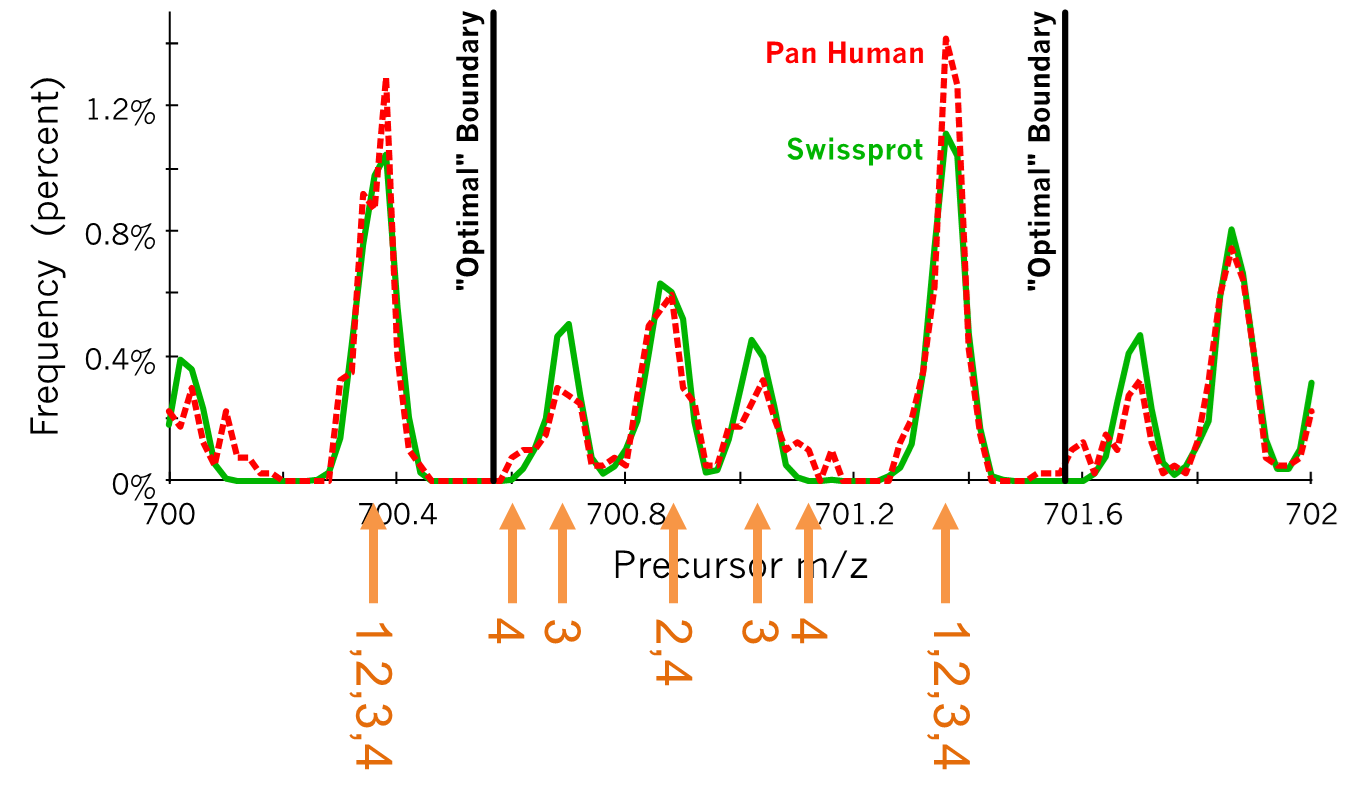 Frequency (percent)
1.2%
0.8%
0.4%
0%
"Optimal" Boundary
Pan Human
Swissprot
"Optimal" Boundary
700
700.4
700.8
701.2
701.6
702
Precursor m/z
1,2,3,4
4
3
2,4
3
4
1,2,3,4